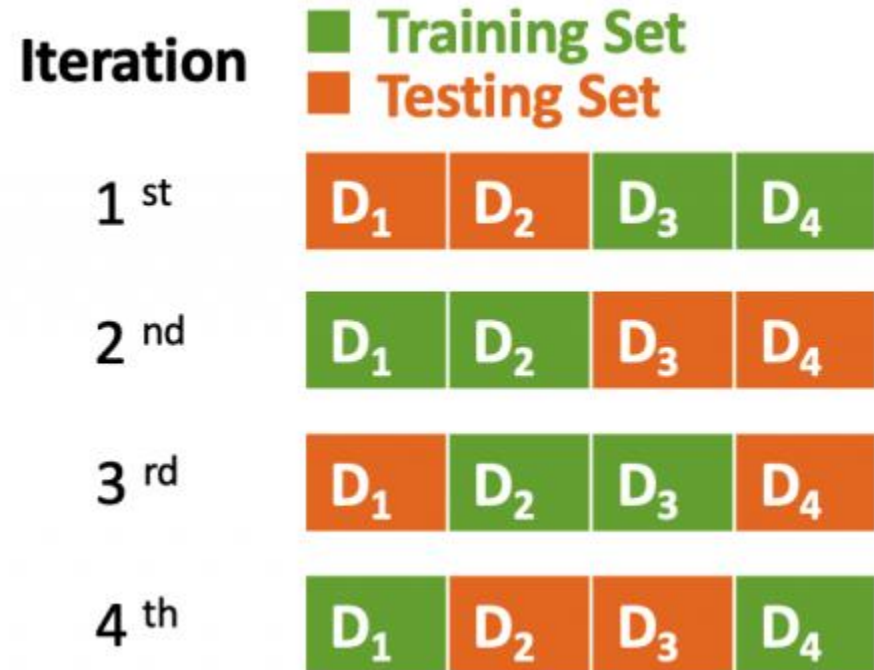 Iteration
Training Set
Testing Set
1 st D1 D2 D3 D4
2 nd D1 D2 D3 D4
3 rd D1 D2 D3 D4
4 th D1 D2 D3 D4